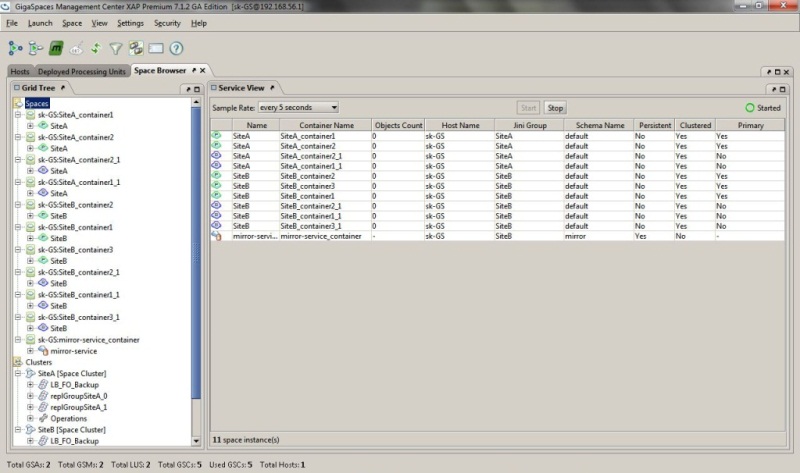 GigaSpaces Management Center XAP Premium 7.1.2 GA Edition [sk-GS@192.168.56.1]
File Launch Space View Settings Security Help
Hosts Deployed Processing Units Space Browser
Grid Tree
Spaces
sk-GS:SiteA_container1
SiteA
sk-GS:SiteA_container2
SiteA
sk-GS:SiteA_container2_1
SiteA
sk-GS:SiteA_container1_1
SiteA
sk-GS:SiteB_container2
SiteB
sk-GS:SiteB_container1
SiteB
sk-GS:SiteB_container3
SiteB
sk-GS:SiteB_container2_1
SiteB
sk-GS:SiteB_container1_1
SiteB
sk-GS:SiteB_container3_1
SiteB
sk-GS:mirror-service_container
mirror-service
Clusters
SiteA [Space Cluster]
LB_FO_Backup
replGroupSiteA_0
replGroupSiteA_1
Operations
SiteB [Space Cluster]
LB_FO_Backup
Service View
Sample Rate: every 5 seconds Start Stop Started
Name Container Name Objects Count Host Name Jini Group Schema Name Persistent Clustered Primary
SiteA SiteA_container1 0 sk-GS SiteA default No Yes Yes
SiteA SiteA_container2 0 sk-GS SiteA default No Yes Yes
SiteA SiteA_container2_1 0 sk-GS SiteA default No Yes No
SiteA SiteA_container1_1 0 sk-GS SiteA default No Yes No
SiteB SiteB_container2 0 sk-GS SiteB default No Yes Yes
SiteB SiteB_container3 0 sk-GS SiteB default No Yes Yes
SiteB SiteB_container1 0 sk-GS SiteB default No Yes Yes
SiteB SiteB_container2_1 0 sk-GS SiteB default No Yes No
SiteB SiteB_container1_1 0 sk-GS SiteB default No Yes No
SiteB SiteB_container3_1 0 sk-GS SiteB default No Yes No
mirror-servi... mirror-service_container - sk-GS SiteB mirror Yes No -
11 space instance(s)
Total GSAs: 2 Total GSMs: 2 Total LUS: 2 Total GSCs: 5 Used GSCs: 5 Total Hosts: 1